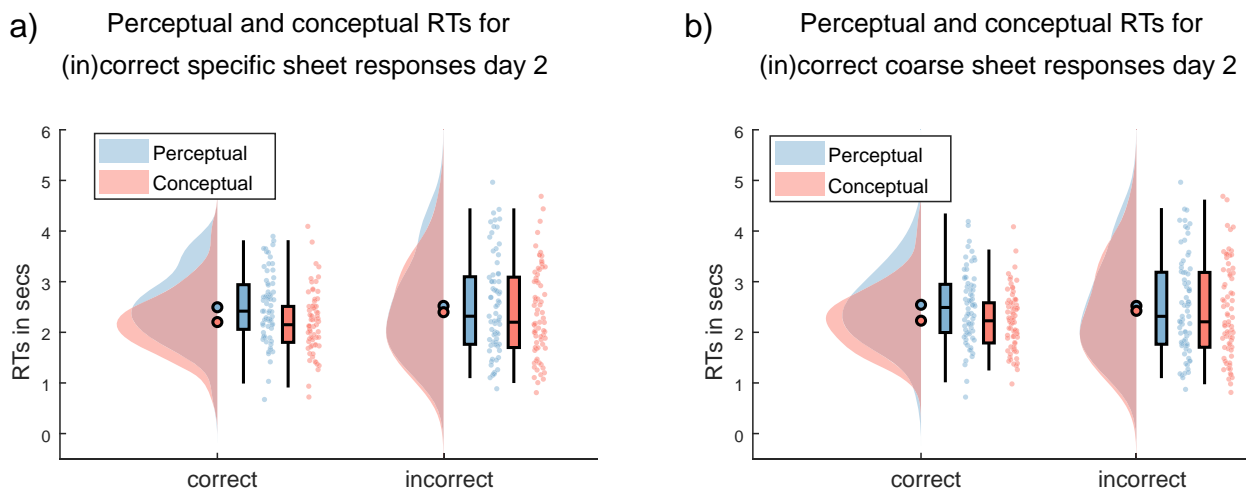 a)
Perceptual and conceptual RTs for
(in)correct specific sheet responses day 2
RTs in secs
6
5
4
3
2
1
0
Perceptual
Conceptual
correct
incorrect
b)
Perceptual and conceptual RTs for
(in)correct coarse sheet responses day 2
RTs in secs
6
5
4
3
2
1
0
Perceptual
Conceptual
correct
incorrect